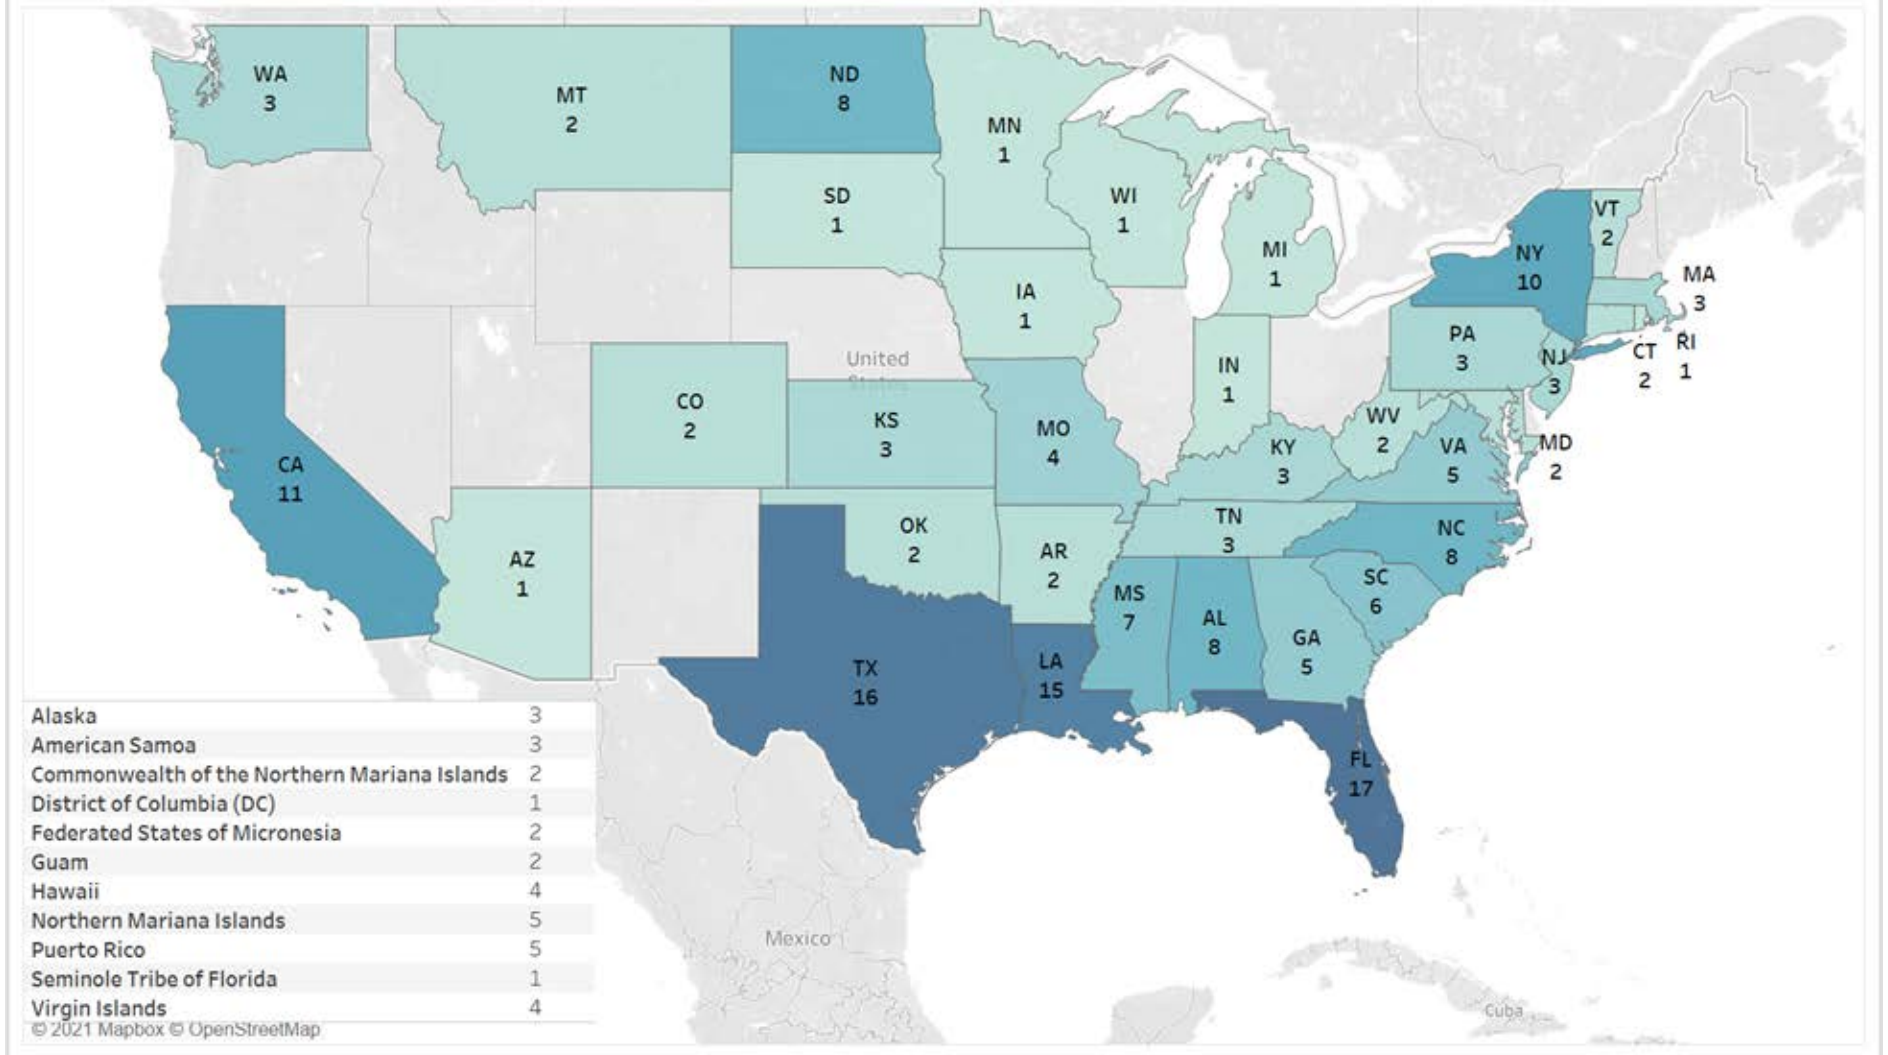 WA
3
MT
2
ND
8
MN
1
SD
1
WI
1
MI
1
IA
1
VT
2
NY
10
MA
3
PA
3
NJ
3
CT
2
RI
1
United
States
IN
1
CO
2
KS
3
MO
4
KY
3
WV
2
VA
5
MD
2
CA
11
AZ
1
OK
2
AR
2
TN
3
NC
8
SC
6
MS
7
AL
8
GA
5
TX
16
LA
15
FL
17
Alaska 3
American Samoa 3
Commonwealth of the Northern Mariana Islands 2
District of Columbia (DC) 1
Federated States of Micronesia 2
Guam 2
Hawaii 4
Northern Mariana Islands 5
Puerto Rico 5
Seminole Tribe of Florida 1
Virgin Islands 4
© 2021 Mapbox © OpenStreetMap
Mexico
Cuba